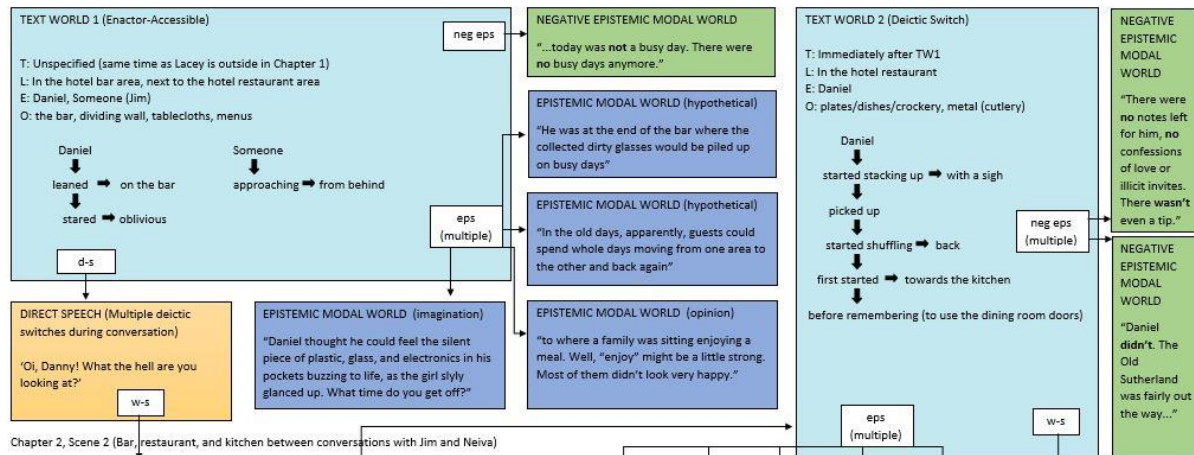 TEXT WORLD 1 (Enactor-Accessible)
T: Unspecified (same time as Lacey is outside in Chapter 1)
L: In the hotel bar area, next to the hotel restaurant area
E: Daniel, Someone (Jim)
O: the bar, dividing wall, tablecloths, menus
Daniel
leaned
on the bar
stared
oblivious
Someone
approaching
from behind
neg eps
NEGATIVE EPISTEMIC MODAL WORLD
“...today was not a busy day. There were
no busy days anymore.”
eps
(multiple)
EPISTEMIC MODAL WORLD (hypothetical)
“He was at the end of the bar where the
collected dirty glasses would be piled up
on busy days”
EPISTEMIC MODAL WORLD (hypothetical)
“In the old days, apparently, guests could
spend whole days moving from one area to
the other and back again”
EPISTEMIC MODAL WORLD (opinion)
“to where a family was sitting enjoying a
meal. Well, “enjoy” might be a little strong.
Most of them didn’t look very happy.”
EPISTEMIC MODAL WORLD (imagination)
“Daniel thought he could feel the silent
piece of plastic, glass, and electronics in his
pockets buzzing to life, as the girl slyly
glanced up. What time do you get off?”
d-s
DIRECT SPEECH (Multiple deictic
switches during conversation)
‘Oi, Danny! What the hell are you
looking at?’
w-s
Chapter 2, Scene 2 (Bar, restaurant, and kitchen between conversations with Jim and Neiva)
TEXT WORLD 2 (Deictic Switch)
T: Immediately after TW1
L: In the hotel restaurant
E: Daniel
O: plates/dishes/crockery, metal (cutlery)
Daniel
started stacking up
with a sigh
picked up
started shuffling
back
first started
towards the kitchen
before remembering (to use the dining room doors)
neg eps
(multiple)
eps
(multiple)
w-s
NEGATIVE
EPISTEMIC
MODAL
WORLD
“There were
no notes left
for him, no
confessions
of love or
illicit invites.
There wasn’t
even a tip.”
NEGATIVE
EPISTEMIC
MODAL
WORLD
“Daniel
didn’t. The
Old
Sutherland
was fairly out
the way...”